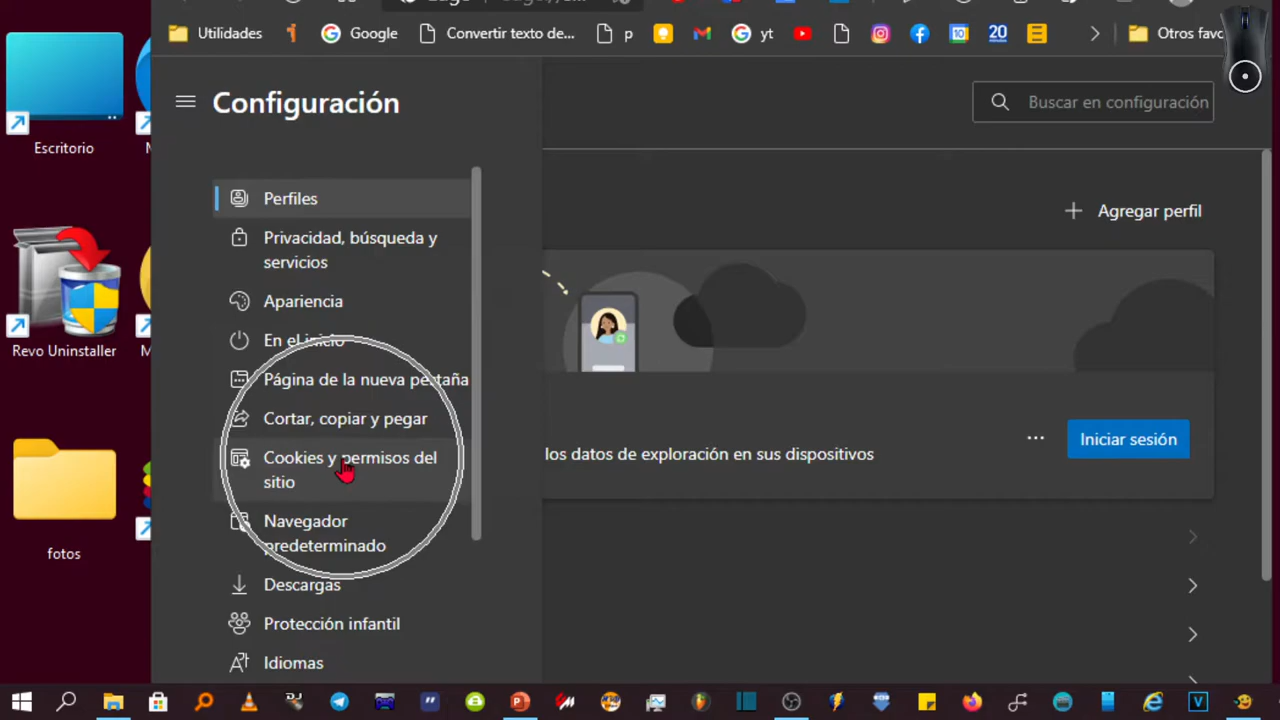 Utilidades
Google
Convertir texto de...
p
yt
10
20
Otros favo
Configuración
Buscar en configuración
Escritorio
Perfiles
Agregar perfil
Privacidad, búsqueda y
servicios
Apariencia
En el inicio
Revo Uninstaller
Página de la nueva pestaña
Cortar, copiar y pegar
Iniciar sesión
los datos de exploración en sus dispositivos
Cookies y permisos del
sitio
Navegador
predeterminado
fotos
Descargas
Protección infantil
Idiomas